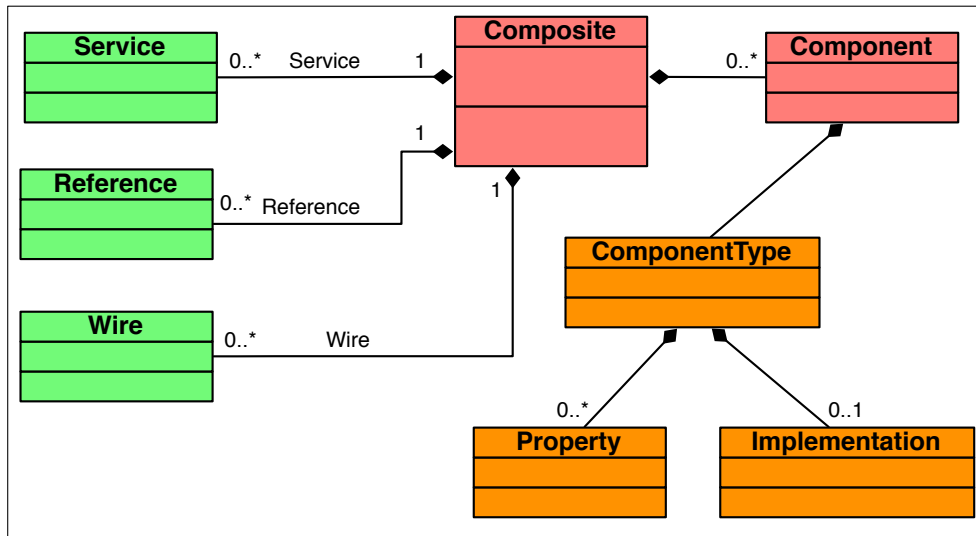 Service
Composite
Component
0..*
Service
1
0..*
1
Reference
0..*
Reference
1
ComponentType
Wire
0..*
Wire
0..*
0..1
Property
Implementation